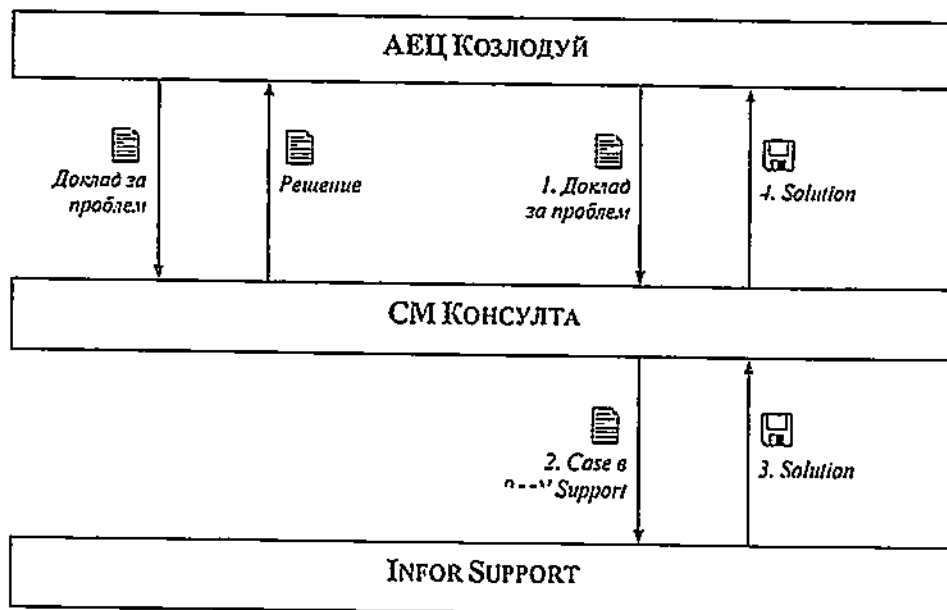 АЕЦ КОЗЛОДУЙ
Доклад за
проблем
Решение
1. Доклад
за проблем
4. Solution
СМ КОНСУЛТА
2. Case в
Support
3. Solution
INFOR SUPPORT